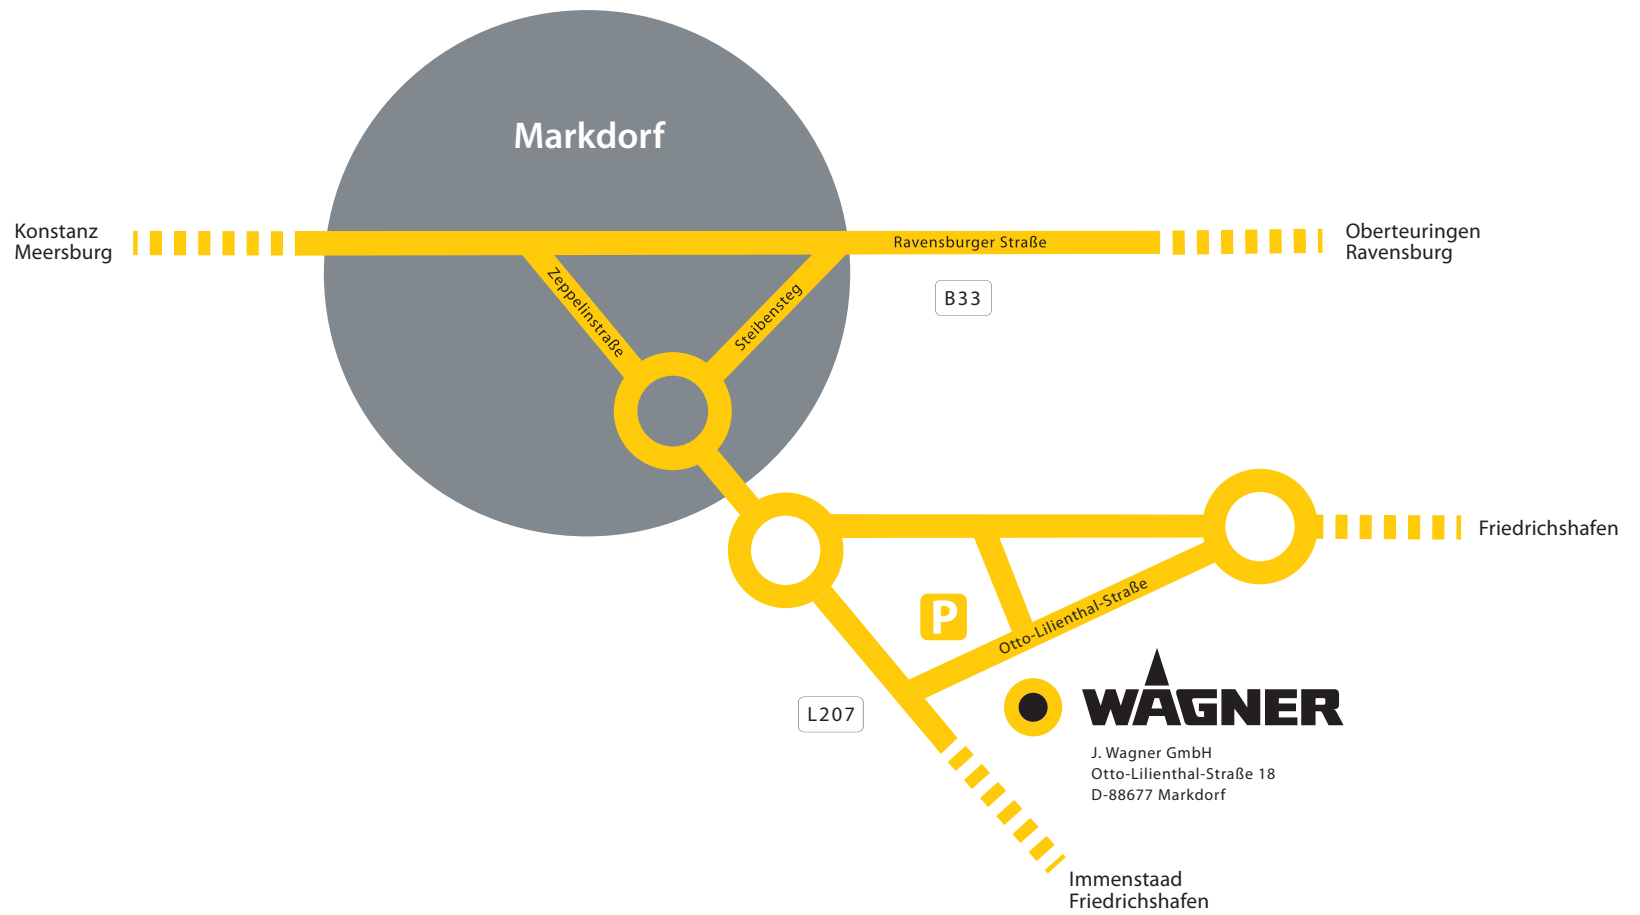 Markdorf
Konstanz
Meersburg
Ravensburger Straße
Oberteuringen
Ravensburg
B33
Zeppelinstraße
Steibensteg
Friedrichshafen
P
Otto-Lilienthal-Straße
L207
WAGNER
J. Wagner GmbH
Otto-Lilienthal-Straße 18
D-88677 Markdorf
Immenstaad
Friedrichshafen